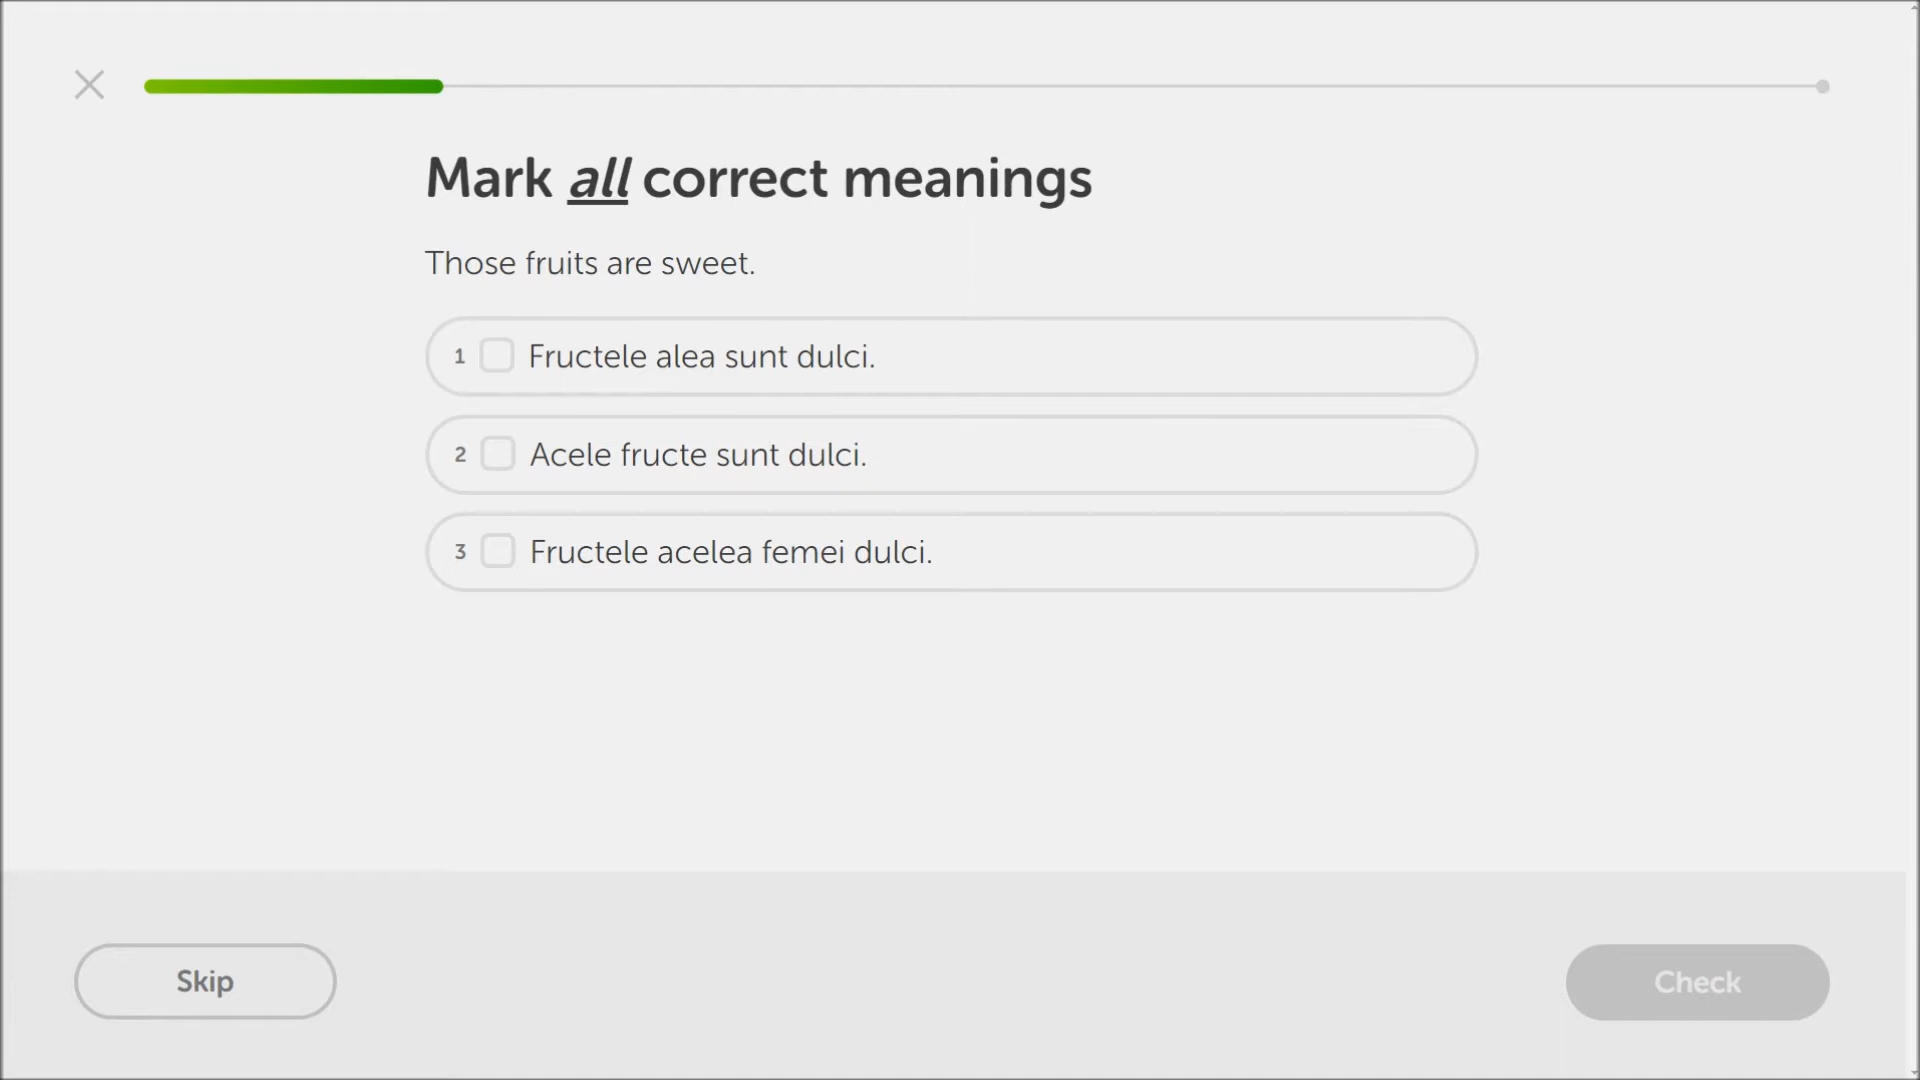 Mark all correct meanings
Those fruits are sweet.
1 Fructele alea sunt dulci.
2 Acele fructe sunt dulci.
3 Fructele acelea femei dulci.
Skip
Check